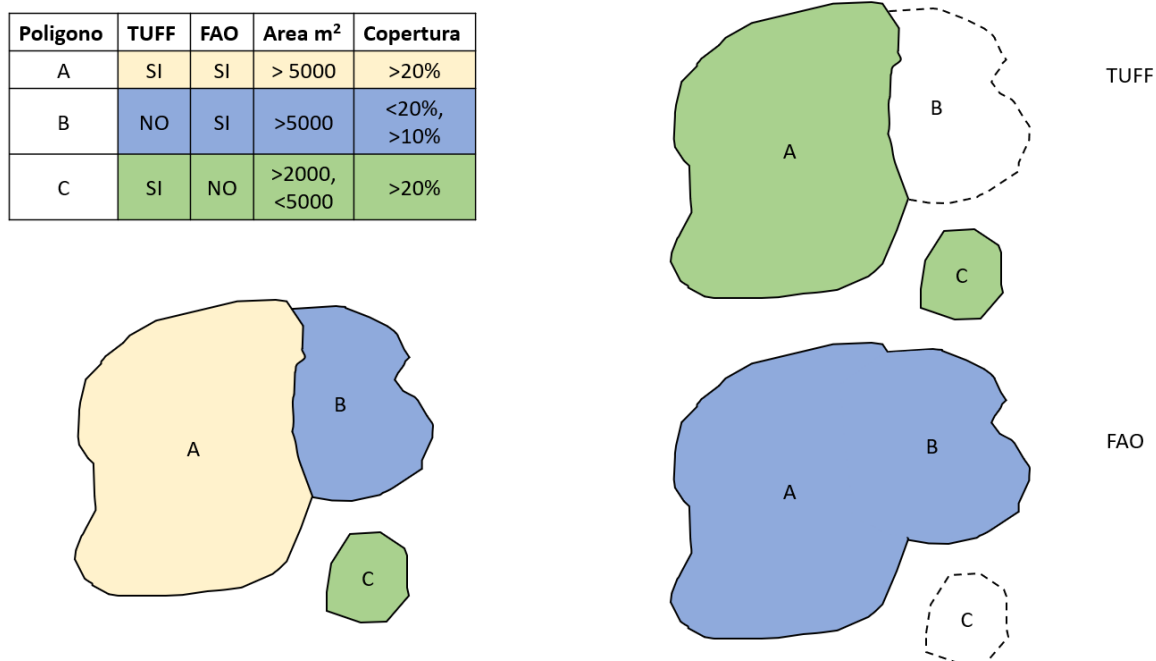 Poligono TUFF FAO Area m² Copertura
A SI SI > 5000 >20%
B NO SI >5000 <20%, >10%
C SI NO >2000, <5000 >20%
A
B
C
TUFF
A
B
C
FAO
A
B
C